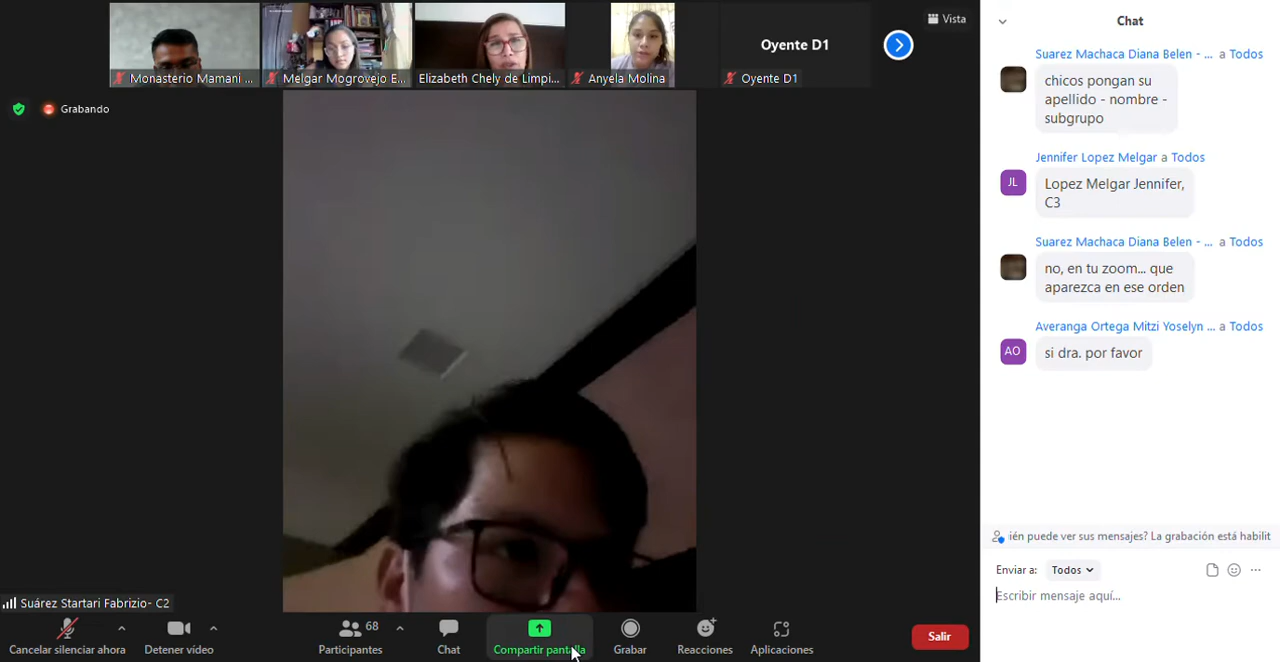 Oyente D1
Vista
Monasterio Mamani ...
Melgar Mogrovejo E...
Elizabeth Chely de Limpi...
Anyela Molina
Oyente D1
Grabando
Suárez Startari Fabrizio- C2
Cancelar silenciar ahora
Detener vídeo
68
Participantes
Chat
Compartir pantalla
Grabar
Reacciones
Aplicaciones
Salir
Chat
Suarez Machaca Diana Belen - ... a Todos
chicos pongan su
apellido - nombre -
subgrupo
Jennifer Lopez Melgar a Todos
JL
Lopez Melgar Jennifer,
C3
Suarez Machaca Diana Belen - ... a Todos
no, en tu zoom... que
aparezca en ese orden
Averanga Ortega Mitzi Yoselyn ... a Todos
AO
si dra. por favor
ién puede ver sus mensajes? La grabación está habilit
Enviar a: Todos
Escribir mensaje aquí...